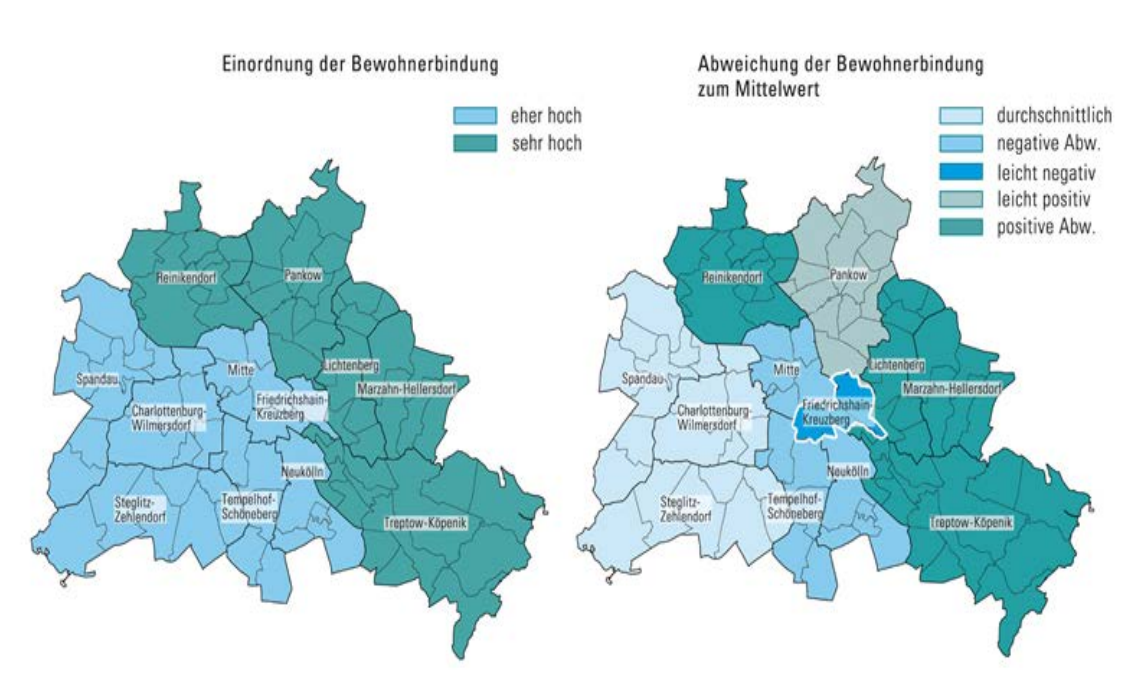 Einordnung der Bewohnerbindung
eher hoch
sehr hoch
Reinikendorf
Pankow
Lichtenberg
Mitte
Spandau
Marzahn-Hellersdorf
Friedrichshain-
Kreuzberg
Charlottenburg-
Wilmersdorf
Neukölln
Steglitz-
Zehlendorf
Tempelhof-
Schöneberg
Treptow-Köpenik
Abweichung der Bewohnerbindung
zum Mittelwert
durchschnittlich
negative Abw.
leicht negativ
leicht positiv
positive Abw.
Reinikendorf
Pankow
Lichtenberg
Mitte
Spandau
Marzahn-Hellersdorf
Friedrichshain-
Kreuzberg
Charlottenburg-
Wilmersdorf
Neukölln
Steglitz-
Zehlendorf
Tempelhof-
Schöneberg
Treptow-Köpenik